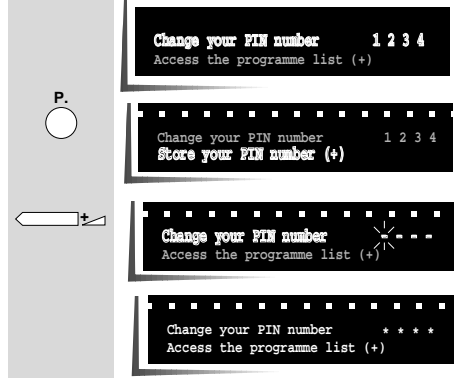 Change your PIN number 1 2 3 4
Access the programme list (+)
P.
Change your PIN number 1 2 3 4
Store your PIN number (+)
+
Change your PIN number - - - -
Access the programme list (+)
Change your PIN number * * * *
Access the programme list (+)